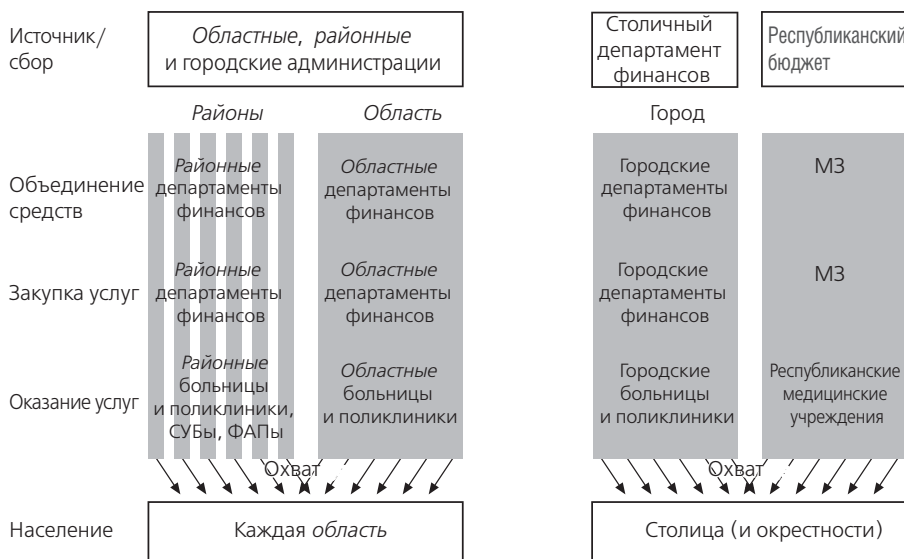 Источник/
сбор
Областные, районные
и городские администрации
Столичный
департамент
финансов
Республиканский
бюджет
Районы
Область
Город
Объединение
средств
Районные
департаменты
финансов
Областные
департаменты
финансов
Городские
департаменты
финансов
МЗ
Закупка услуг
Районные
департаменты
финансов
Областные
департаменты
финансов
Городские
департаменты
финансов
МЗ
Оказание услуг
Районные
больницы
и поликлиники,
СУБы, ФАПы
Областные
больницы
и поликлиники
Городские
больницы
и поликлиники
Республиканские
медицинские
учреждения
Охват
Охват
Население
Каждая область
Столица (и окрестности)